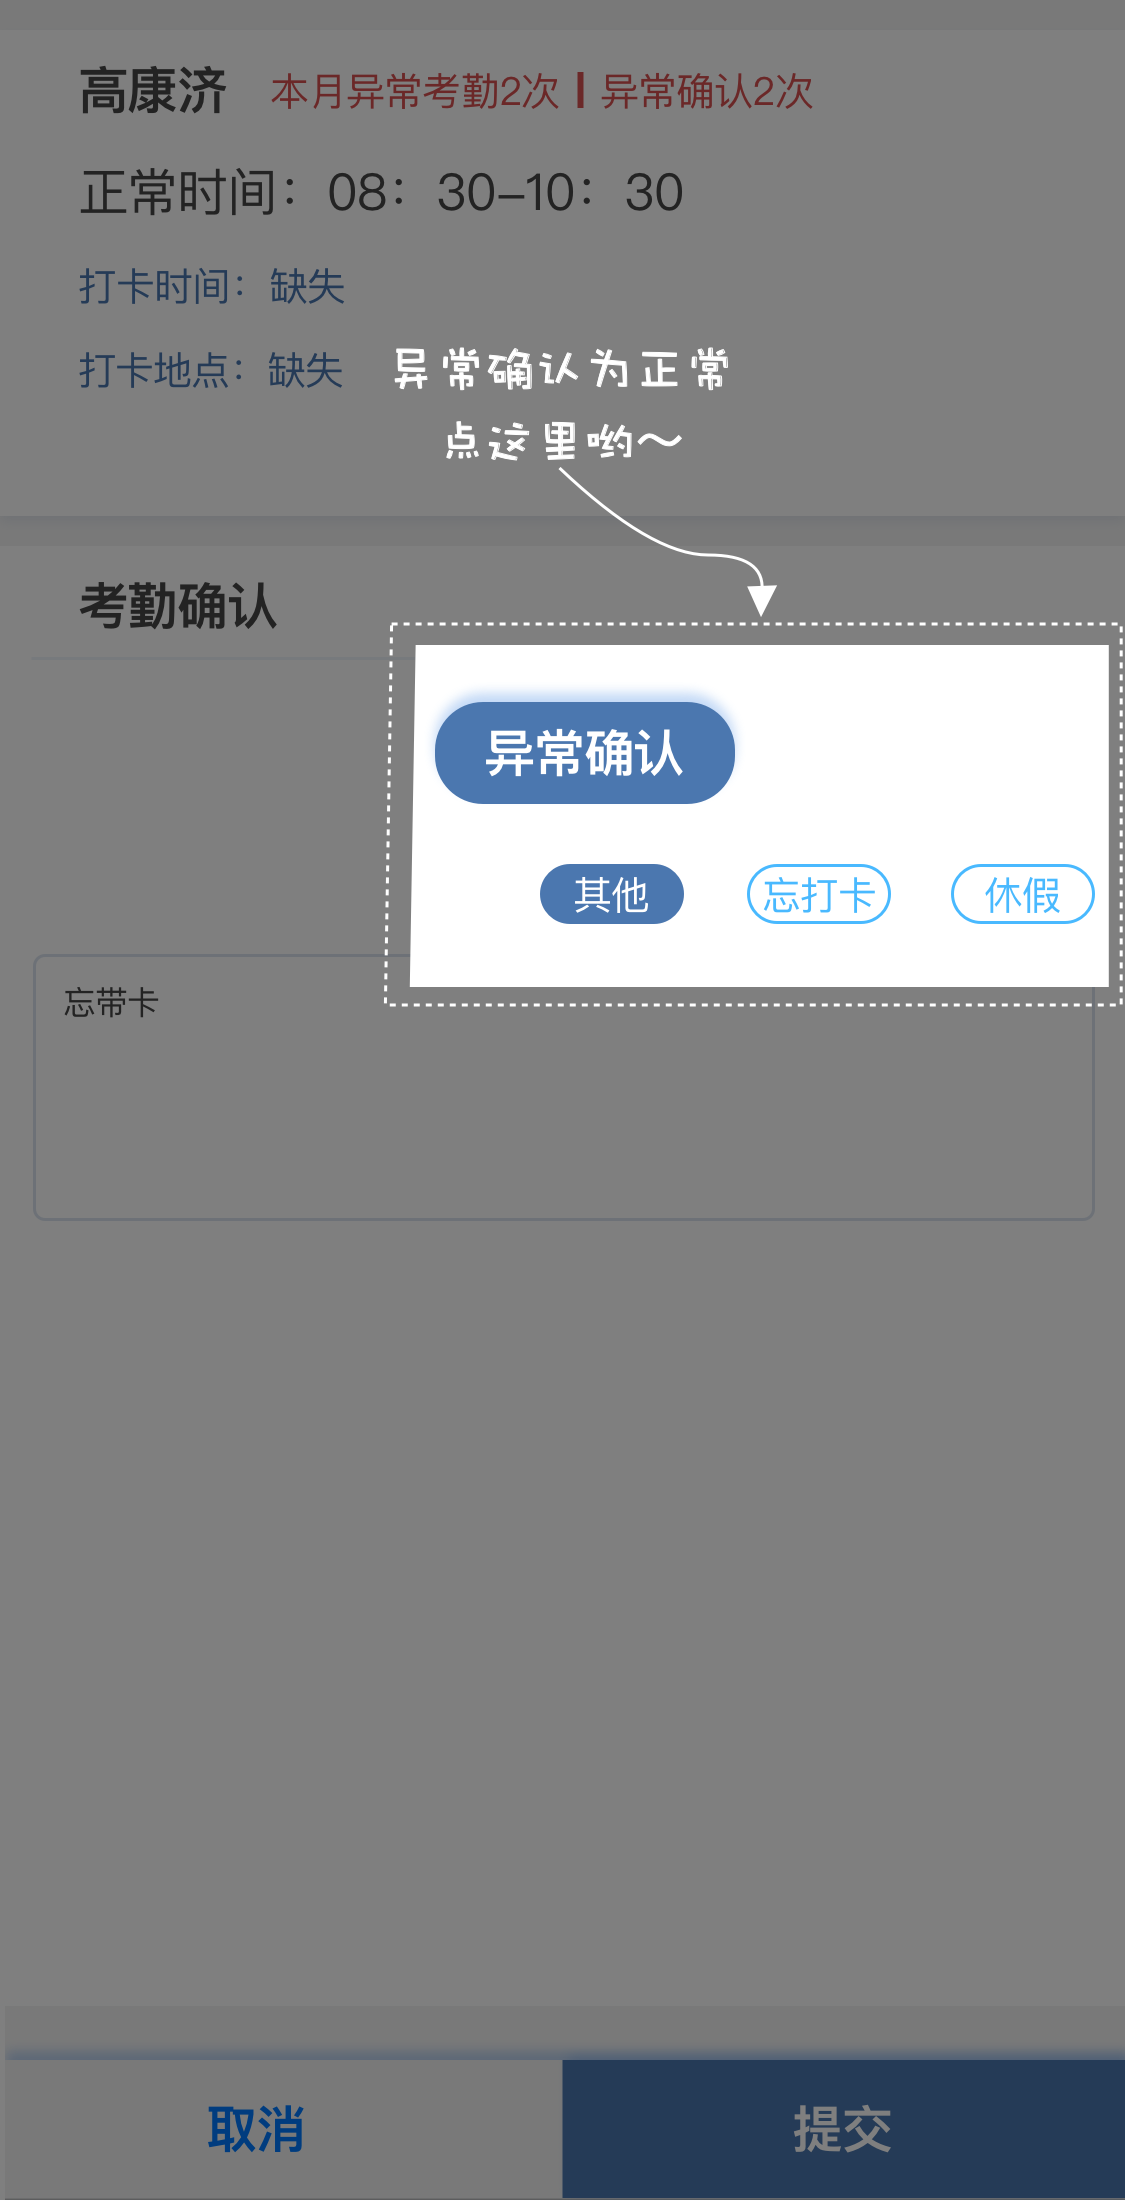 高康济 本月异常考勤2次 | 异常确认2次
正常时间：08：30-10：30
打卡时间：缺失
打卡地点：缺失
异常确认为正常
点这里哟～
考勤确认
异常确认
其他 忘打卡 休假
忘带卡
取消 提交